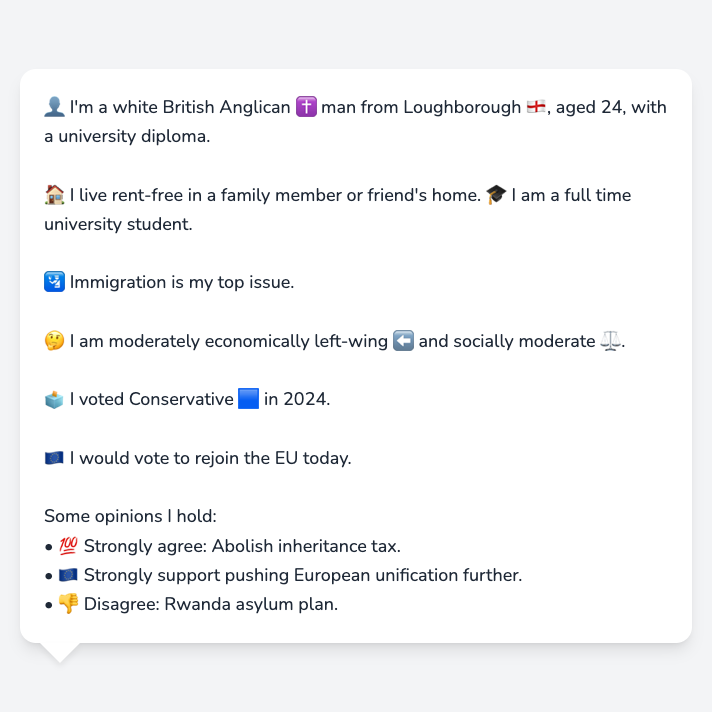 👤 I'm a white British Anglican ✝️ man from Loughborough 🏴󠁧󠁢󠁥󠁮󠁧󠁿, aged 24, with
a university diploma.
🏠 I live rent-free in a family member or friend's home. 🎓 I am a full time
university student.
🛂 Immigration is my top issue.
🤔 I am moderately economically left-wing ⬅️ and socially moderate ⚖️.
🗳️ I voted Conservative 🟦 in 2024.
🇪🇺 I would vote to rejoin the EU today.
Some opinions I hold:
• 💯 Strongly agree: Abolish inheritance tax.
• 🇪🇺 Strongly support pushing European unification further.
• 👎 Disagree: Rwanda asylum plan.